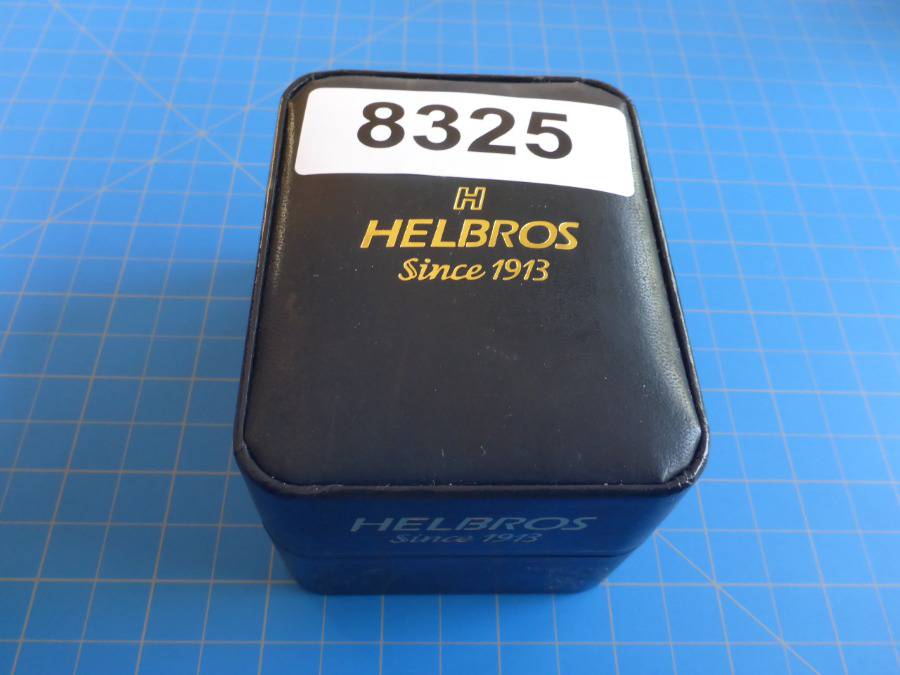 8325
H
HELBROS
Since 1913
HELBROS
Since 1913